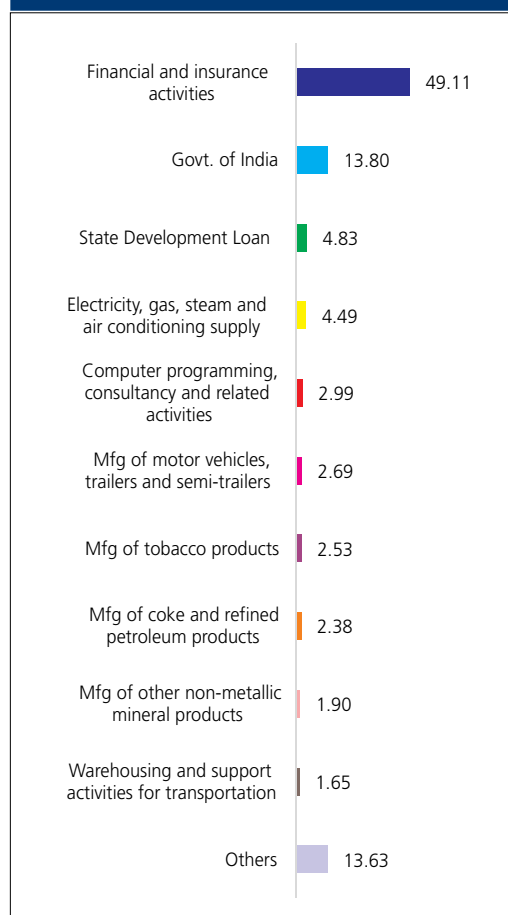 Financial and insurance
activities
49.11
Govt. of India
13.80
State Development Loan
4.83
Electricity, gas, steam and
air conditioning supply
4.49
Computer programming,
consultancy and related
activities
2.99
Mfg of motor vehicles,
trailers and semi-trailers
2.69
Mfg of tobacco products
2.53
Mfg of coke and refined
petroleum products
2.38
Mfg of other non-metallic
mineral products
1.90
Warehousing and support
activities for transportation
1.65
Others
13.63